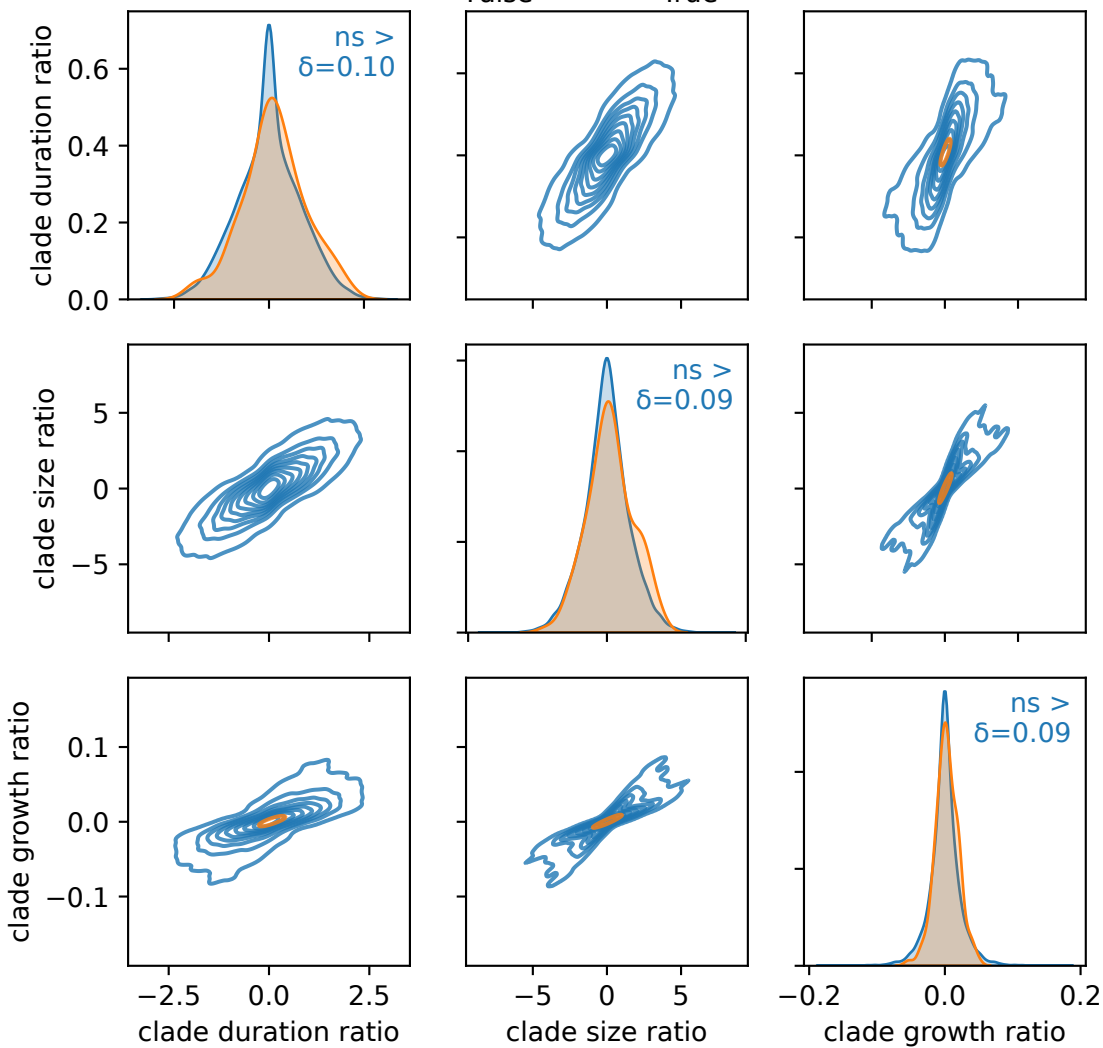 clade duration ratio
0.6
0.4
0.2
0.0
ns >
δ=0.10
clade size ratio
5
0
−5
ns >
δ=0.09
clade growth ratio
0.1
0.0
−0.1
ns >
δ=0.09
−2.5 0.0 2.5
−5 0 5
−0.2 0.0 0.2
clade duration ratio
clade size ratio
clade growth ratio